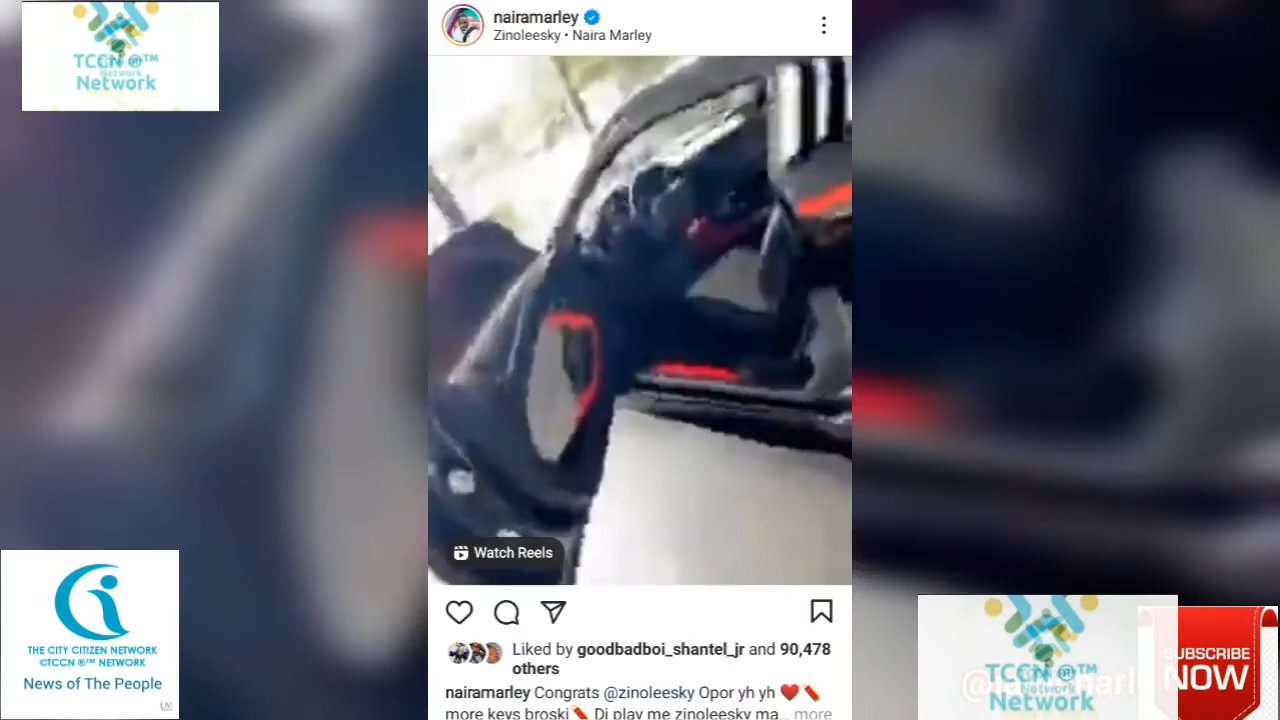 TCCN ®™
Network
Network
nairamarley
Zinoleesky • Naira Marley
Watch Reels
Liked by goodbadboi_shantel_jr and 90,478
others
nairamarley Congrats @zinoleesky Opor yh yh ❤️🧨
more keys broski🧨 Dj play me zinoleesky ma... more
THE CITY CITIZEN NETWORK
©TCCN ®™ NETWORK
News of The People
TCCN ®™
Network
SUBSCRIBE
NOW